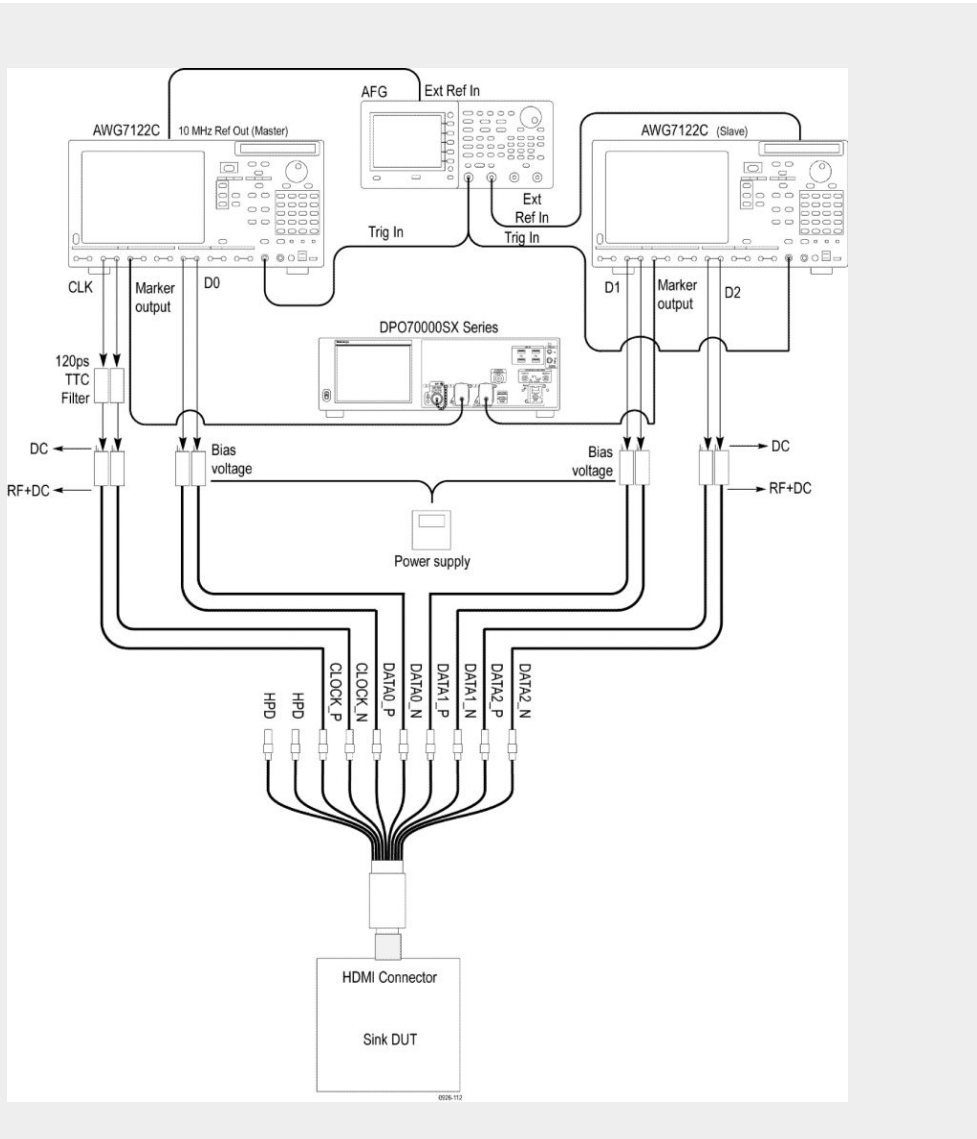 AFG
Ext Ref In
AWG7122C
10 MHz Ref Out (Master)
AWG7122C
(Slave)
Ext
Ref In
Trig In
Trig In
CLK
Marker
output
D0
D1
Marker
output
D2
DPO70000SX Series
120ps
TTC
Filter
DC
Bias
voltage
Bias
voltage
DC
RF+DC
RF+DC
Power supply
HPD
HPD
CLOCK_P
CLOCK_N
DATA0_P
DATA0_N
DATA1_P
DATA1_N
DATA2_P
DATA2_N
HDMI Connector
Sink DUT
0926-112